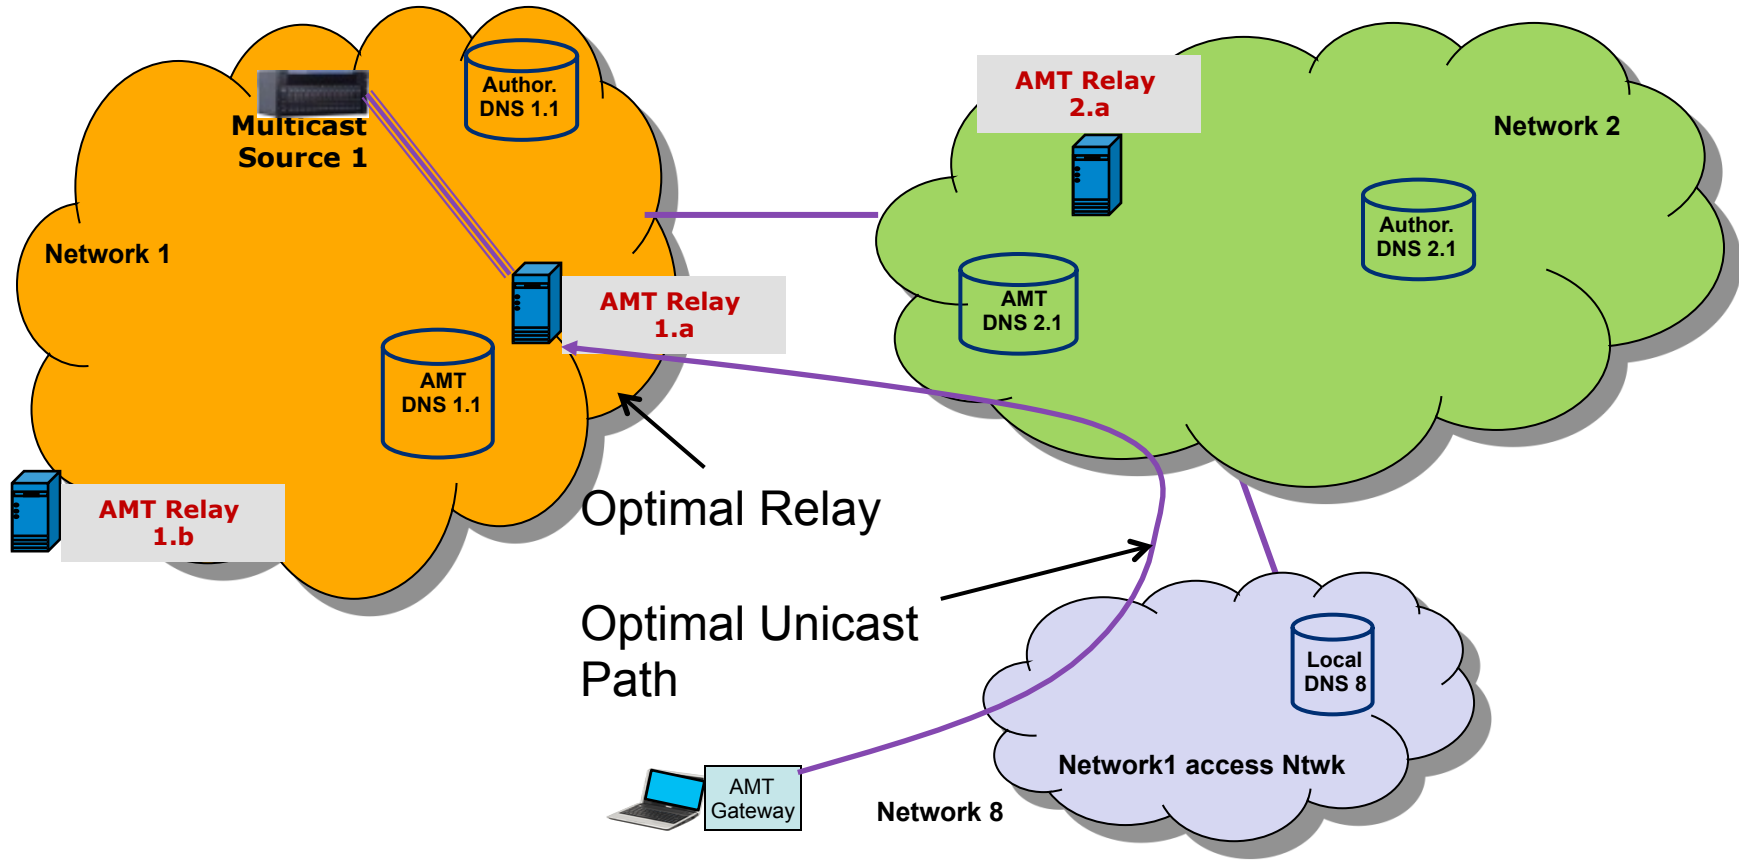 Author.
DNS 1.1
Multicast
Source 1
Network 1
AMT Relay
1.a
AMT
DNS 1.1
AMT Relay
1.b
AMT Relay
2.a
Network 2
Author.
DNS 2.1
AMT
DNS 2.1
Optimal Relay
Optimal Unicast
Path
Local
DNS 8
Network1 access Ntwk
AMT
Gateway
Network 8